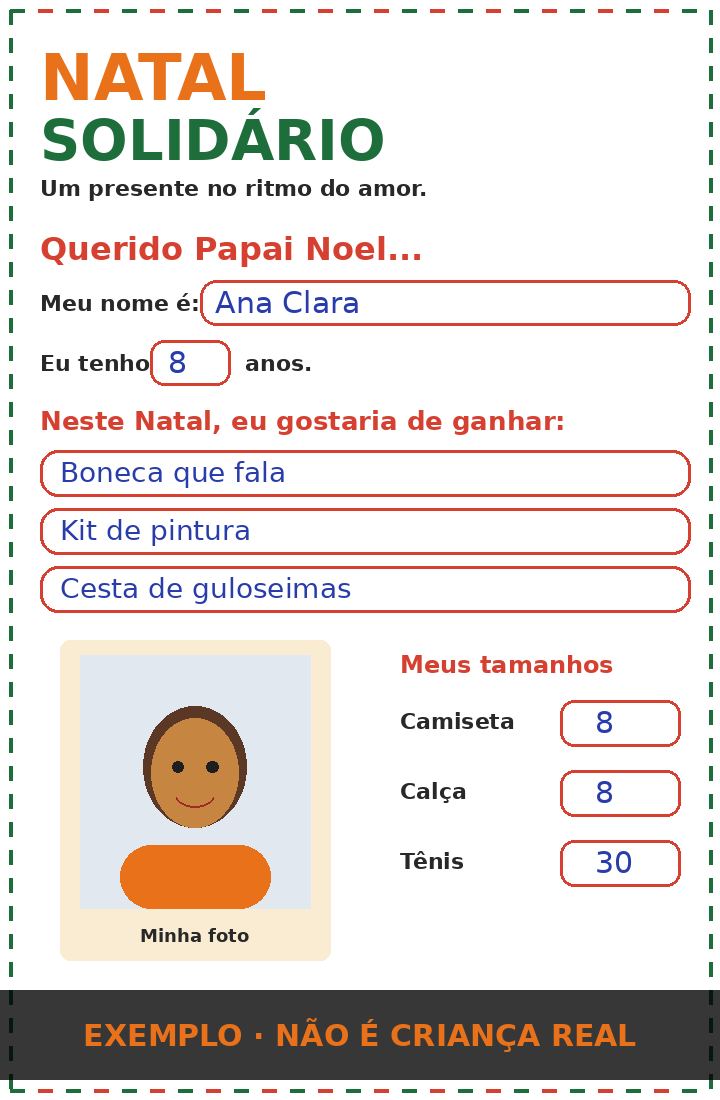 NATAL
SOLIDÁRIO
Um presente no ritmo do amor.
Querido Papai Noel...
Meu nome é: Ana Clara
Eu tenho 8 anos.
Neste Natal, eu gostaria de ganhar:
Boneca que fala
Kit de pintura
Cesta de guloseimas
Meus tamanhos
Camiseta 8
Calça 8
Tênis 30
Minha foto
EXEMPLO · NÃO É CRIANÇA REAL